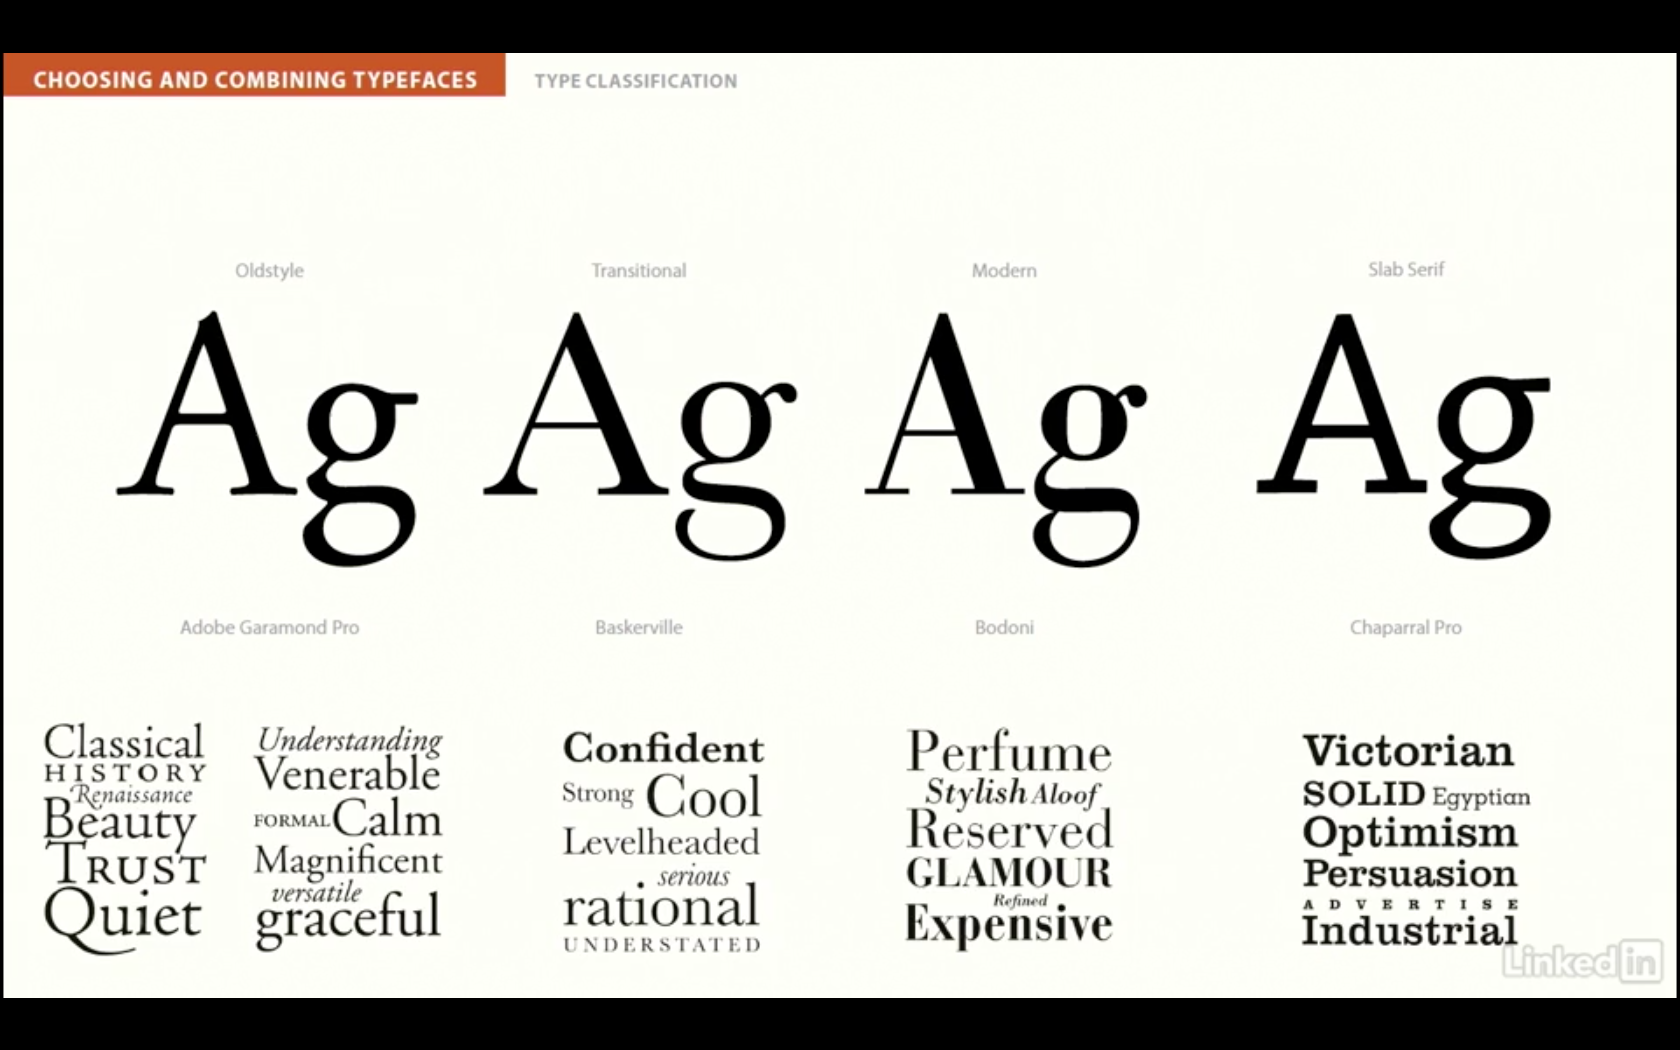 CHOOSING AND COMBINING TYPEFACES
TYPE CLASSIFICATION
Oldstyle
Ag
Adobe Garamond Pro
Transitional
Ag
Baskerville
Modern
Ag
Bodoni
Slab Serif
Ag
Chaparral Pro
Classical
HISTORY
Renaissance
Beauty
TRUST
Quiet
Understanding
Venerable
FORMAL Calm
Magnificent
versatile
graceful
Confident
Strong Cool
Levelheaded
serious
rational
UNDERSTATED
Perfume
Stylish Aloof
Reserved
GLAMOUR
Refined
Expensive
Victorian
SOLID Egyptian
Optimism
Persuasion
ADVERTISE
Industrial
Linked in